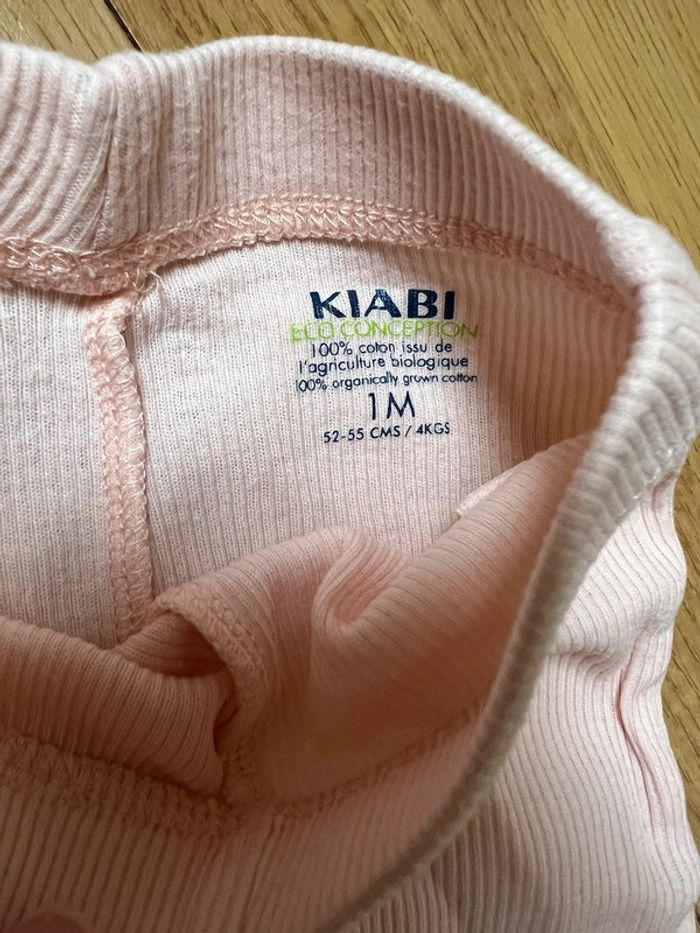 KIABI
ECO CONCEPTION
100% coton issu de
l'agriculture biologique
100% organically grown cotton
1M
52-55 CMS / 4KGS